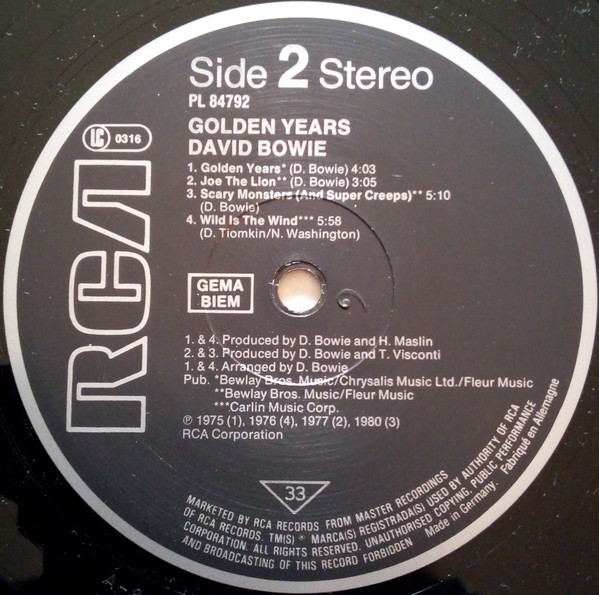 Side 2 Stereo
PL 84792
LC 0316
GOLDEN YEARS
DAVID BOWIE
1. Golden Years* (D. Bowie) 4:03
2. Joe The Lion** (D. Bowie) 3:05
3. Scary Monsters (And Super Creeps)** 5:10
(D. Bowie)
4. Wild Is The Wind*** 5:58
(D. Tiomkin/N. Washington)
RCA
GEMA
BIEM
1. & 4. Produced by D. Bowie and H. Maslin
2. & 3. Produced by D. Bowie and T. Visconti
1. & 4. Arranged by D. Bowie
Pub. *Bewlay Bros. Music/Chrysalis Music Ltd./Fleur Music
**Bewlay Bros. Music/Fleur Music
***Carlin Music Corp.
℗ 1975 (1), 1976 (4), 1977 (2), 1980 (3)
RCA Corporation
33
MARKETED BY RCA RECORDS FROM MASTER RECORDINGS
OF RCA RECORDS. TM(S) ® MARCA(S) REGISTRADA(S) USED BY AUTHORITY OF RCA
CORPORATION. ALL RIGHTS RESERVED. UNAUTHORISED COPYING, PUBLIC PERFORMANCE
AND BROADCASTING OF THIS RECORD FORBIDDEN
Made in Germany. Fabriqué en Allemagne